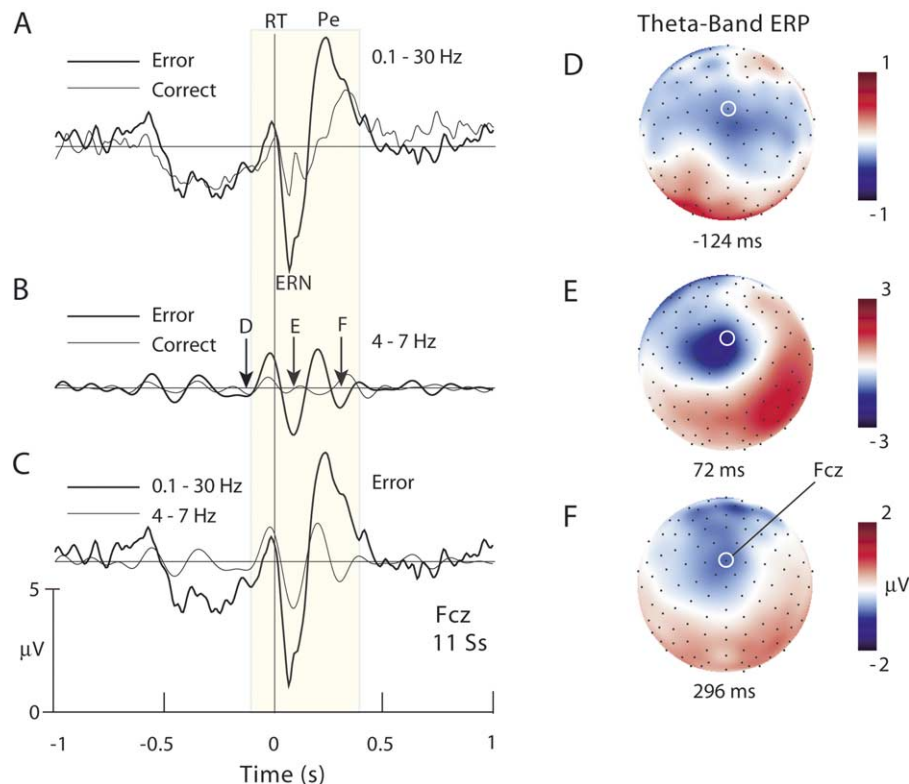 A
RT
Pe
Error
Correct
0.1 - 30 Hz
ERN
B
Error
Correct
D
E
F
4 - 7 Hz
C
0.1 - 30 Hz
4 - 7 Hz
Error
5
μV
0
Fcz
11 Ss
-1
-0.5
0
0.5
1
Time (s)
Theta-Band ERP
D
1
-1
-124 ms
E
3
-3
72 ms
Fcz
F
2
μV
-2
296 ms